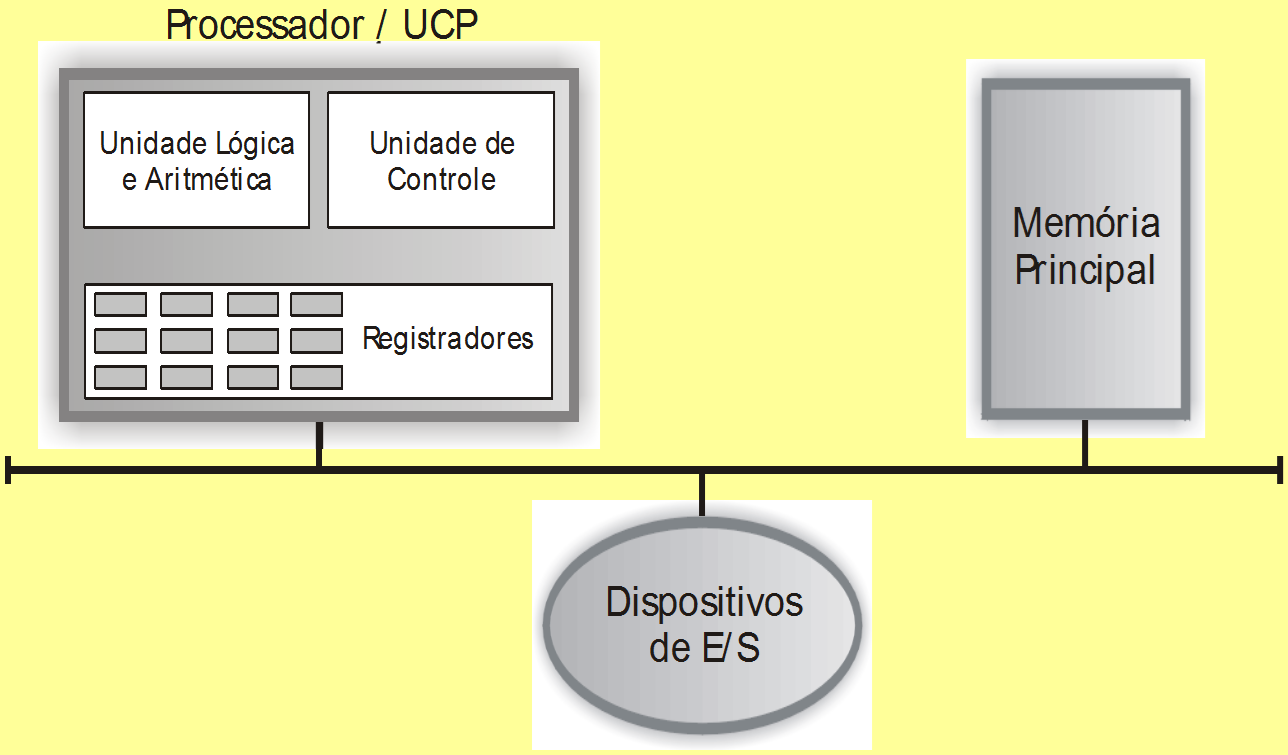 Processador / UCP
Unidade Lógica
e Aritmética
Unidade de
Controle
Registradores
Memória
Principal
Dispositivos
de E/S